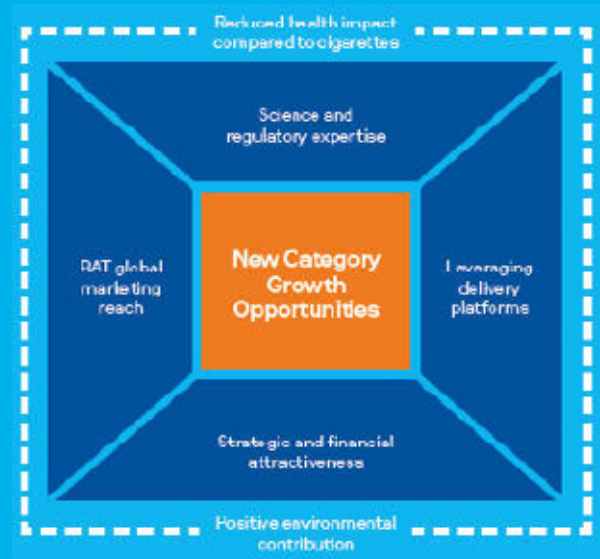 Reduced health impact
compared to cigarettes
Science and
regulatory expertise
BAT global
marketing
reach
New Category
Growth
Opportunities
Leveraging
delivery
platforms
Strategic and financial
attractiveness
Positive environmental
contribution